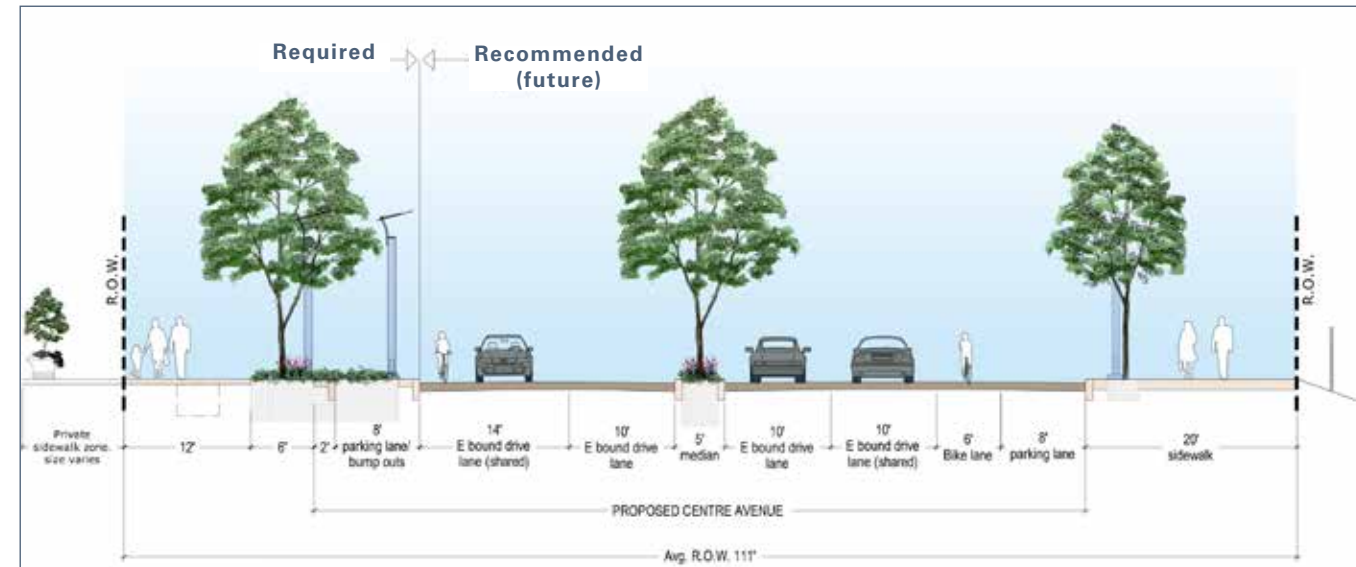 Required
Recommended
(future)
R.O.W.
R.O.W.
Private
sidewalk zone,
size varies
12'
6'
2'
8'
parking lane/
bump outs
14'
E bound drive
lane (shared)
10'
E bound drive
lane
5'
median
10'
E bound drive
lane
10'
E bound drive
lane (shared)
6'
Bike lane
8'
parking lane
20'
sidewalk
PROPOSED CENTRE AVENUE
Avg. R.O.W. 111'